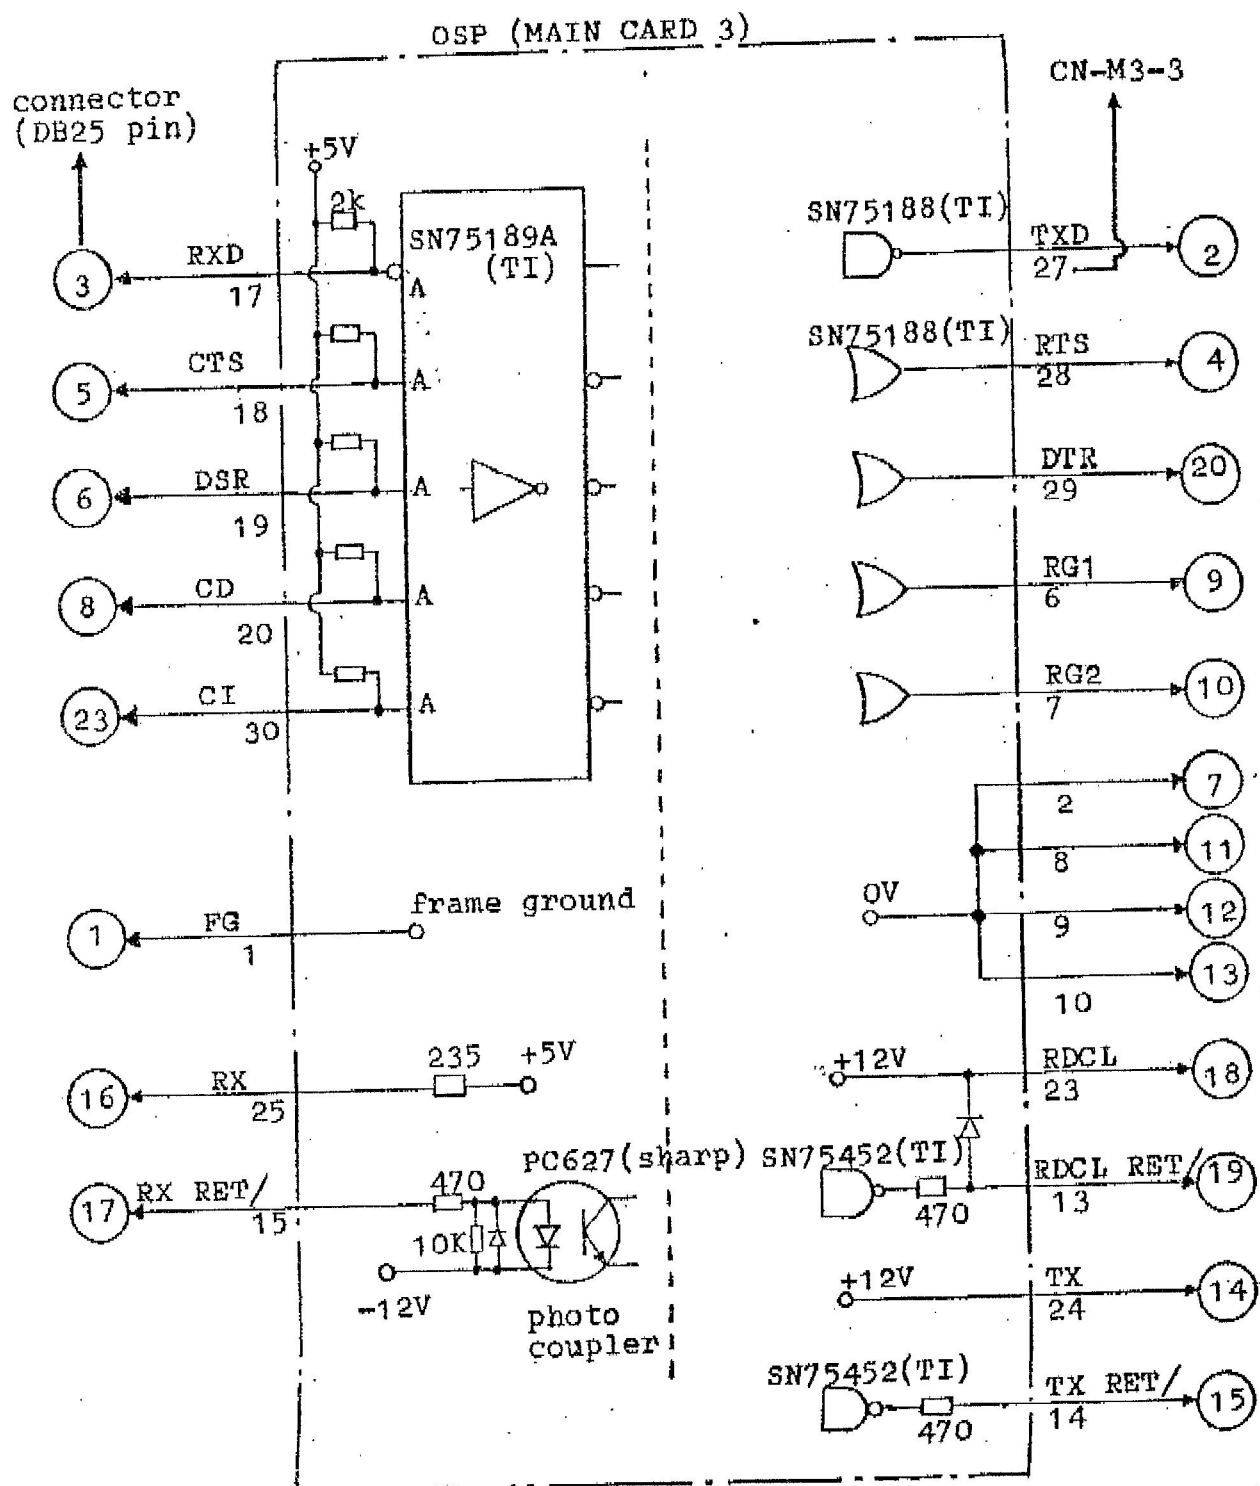 OSP (MAIN CARD 3)
connector
(DB25 pin)
CN-M3-3
+5V
2k
SN75189A
(TI)
3
RXD
17
A
5
CTS
18
A
6
DSR
19
A
8
CD
20
A
23
CI
30
A
1
FG
1
frame ground
16
RX
25
235
+5V
17
RX RET/
15
470
10K
-12V
PC627(sharp)
photo
coupler
SN75188(TI)
TXD
27
2
SN75188(TI)
RTS
28
4
DTR
29
20
RG1
6
9
RG2
7
10
0V
2
7
8
11
9
12
10
13
+12V
RDCL
23
18
SN75452(TI)
470
RDCL RET/
13
19
+12V
TX
24
14
SN75452(TI)
470
TX RET/
14
15